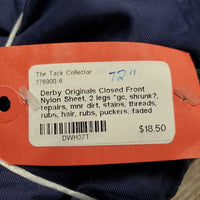 The Tack Collector
776900-6
72"
Derby Originals Closed Front
Nylon Sheet, 2 legs *gc, shrunk?,
repairs, mnr dirt, stains, threads,
rubs, hair, rubs, puckers, faded
$18.50
DWH37T